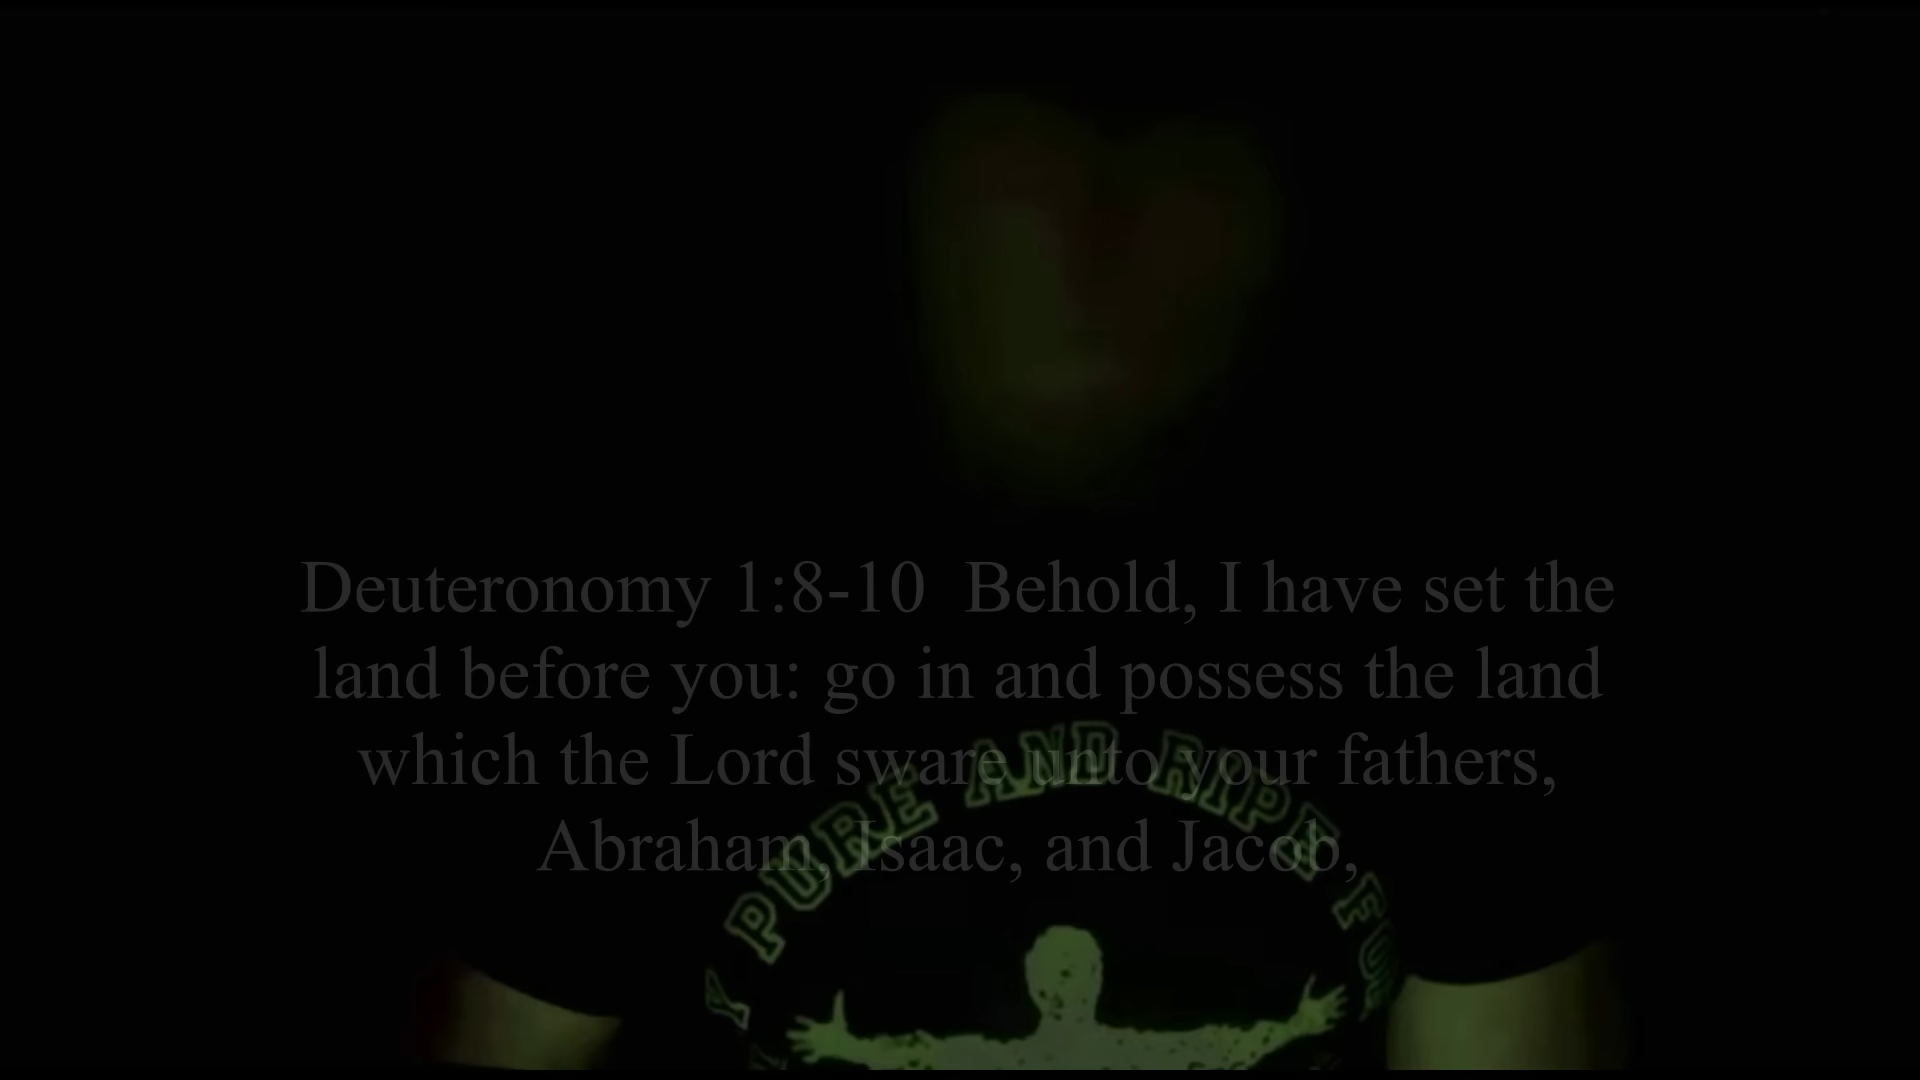 Deuteronomy 1:8-10  Behold, I have set the
land before you: go in and possess the land
which the Lord sware unto your fathers,
Abraham, Isaac, and Jacob,
PURE AND RIPE